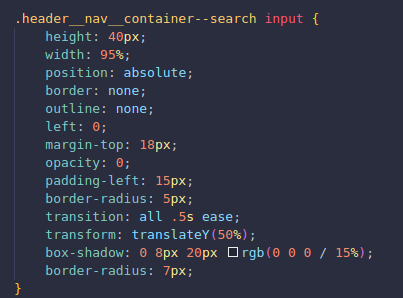 .header__nav__container--search input {
    height: 40px;
    width: 95%;
    position: absolute;
    border: none;
    outline: none;
    left: 0;
    margin-top: 18px;
    opacity: 0;
    padding-left: 15px;
    border-radius: 5px;
    transition: all .5s ease;
    transform: translateY(50%);
    box-shadow: 0 8px 20px rgb(0 0 0 / 15%);
    border-radius: 7px;
}